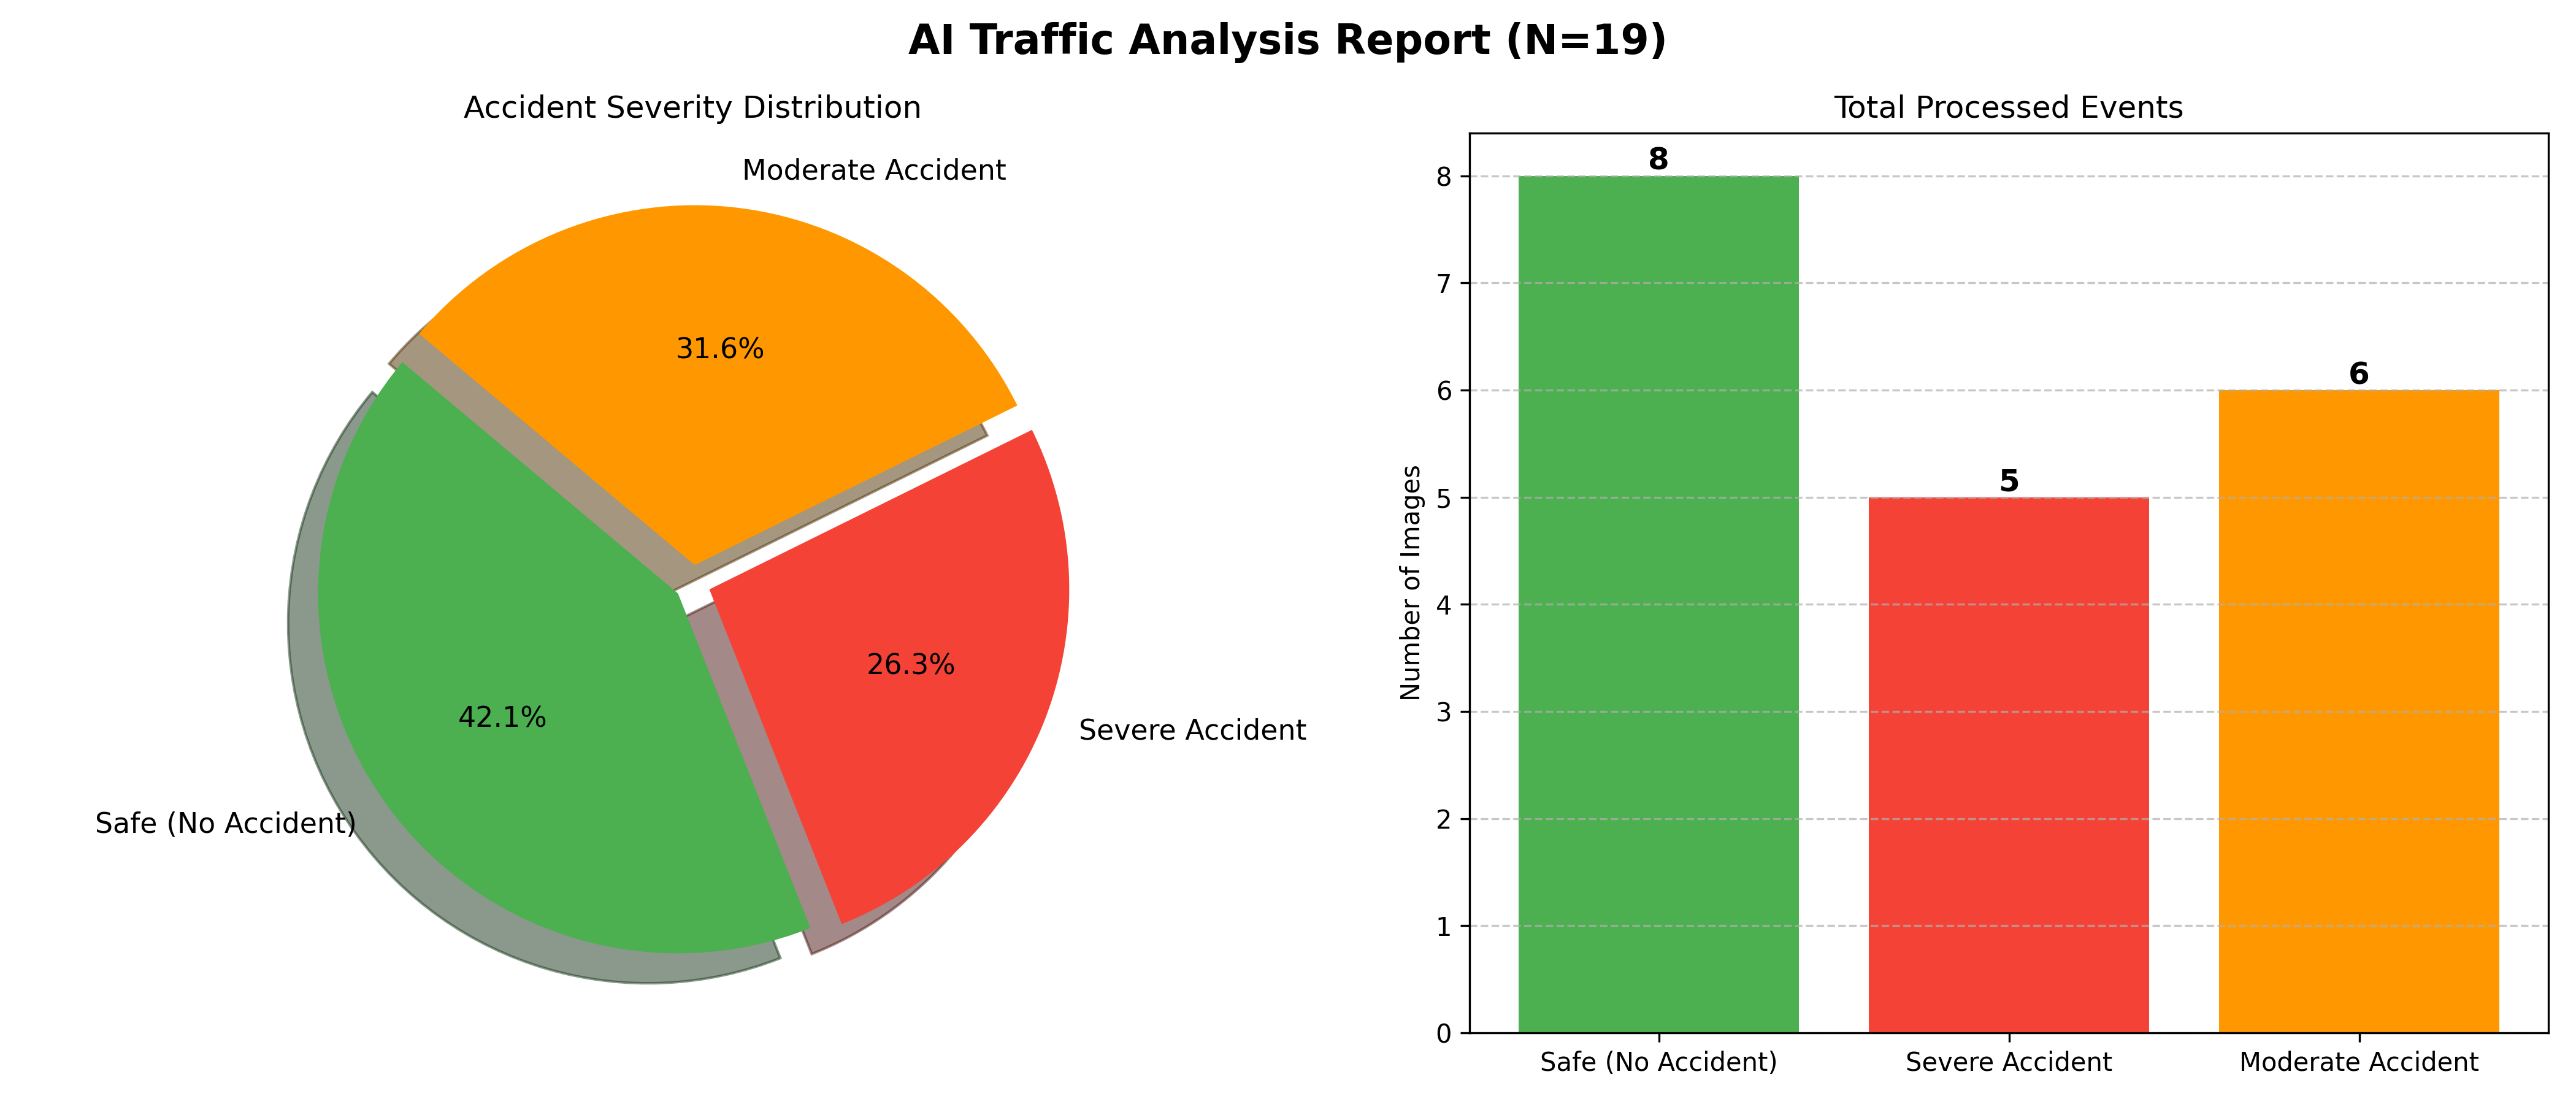 AI Traffic Analysis Report (N=19)
Accident Severity Distribution
Moderate Accident
31.6%
26.3%
42.1%
Severe Accident
Safe (No Accident)
Total Processed Events
Number of Images
8
7
6
5
4
3
2
1
0
8
5
6
Safe (No Accident)
Severe Accident
Moderate Accident